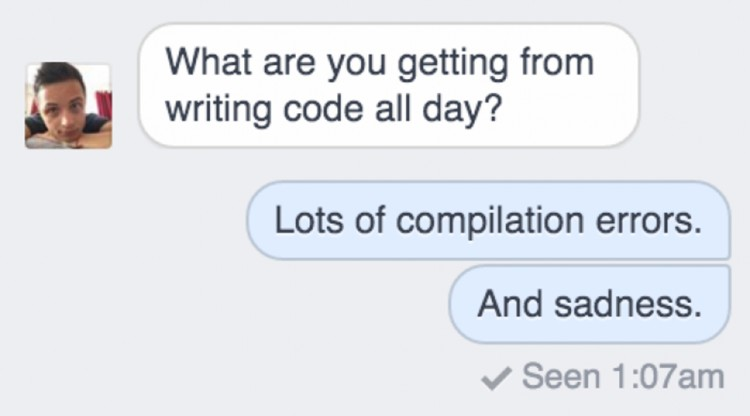 What are you getting from
writing code all day?
Lots of compilation errors.
And sadness.
Seen 1:07am